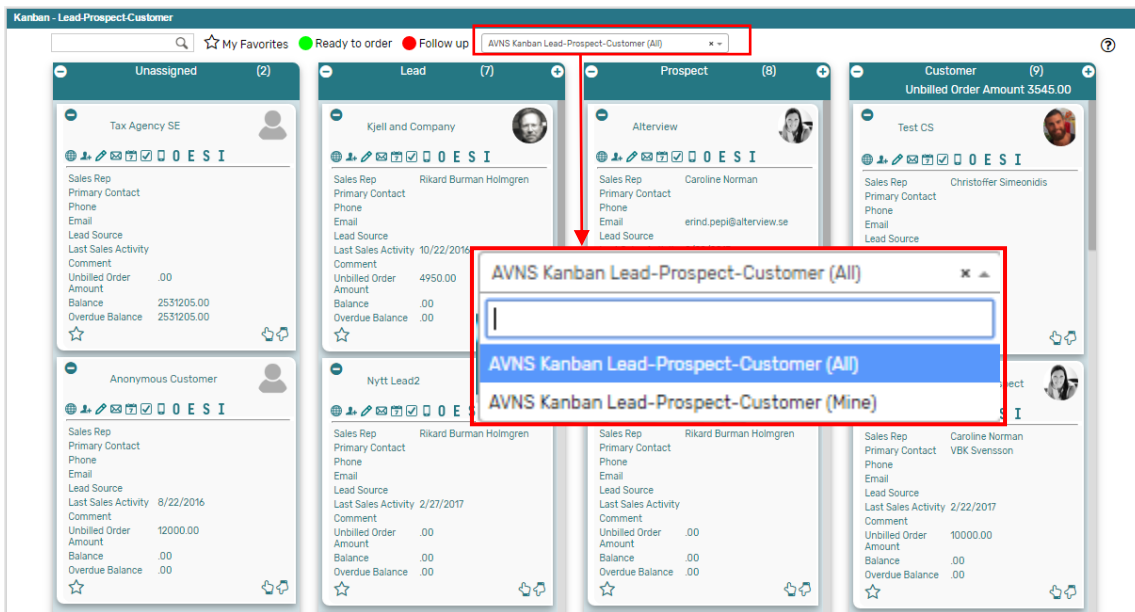 Kanban - Lead-Prospect-Customer
My Favorites Ready to order Follow up AVNS Kanban Lead-Prospect-Customer (All)
Unassigned (2)
Tax Agency SE
O E S I
Sales Rep
Primary Contact
Phone
Email
Lead Source
Last Sales Activity
Comment
Unbilled Order Amount .00
Balance 2531205.00
Overdue Balance 2531205.00
Anonymous Customer
O E S I
Sales Rep
Primary Contact
Phone
Email
Lead Source
Last Sales Activity 8/22/2016
Comment
Unbilled Order Amount 12000.00
Balance .00
Overdue Balance .00
Lead (7)
Kjell and Company
O E S I
Sales Rep Rikard Burman Holmgren
Primary Contact
Phone
Email
Lead Source
Last Sales Activity 10/22/2016
Comment
Unbilled Order Amount 4950.00
Balance .00
Overdue Balance .00
Nytt Lead2
O E S
Sales Rep Rikard Burman Holmgren
Primary Contact
Phone
Email
Lead Source
Last Sales Activity 2/27/2017
Comment
Unbilled Order Amount .00
Balance .00
Overdue Balance .00
Prospect (8)
Alterview
O E S I
Sales Rep Caroline Norman
Primary Contact
Phone
Email erind.pepi@alterview.se
Lead Source
AVNS Kanban Lead-Prospect-Customer (All)
AVNS Kanban Lead-Prospect-Customer (All)
AVNS Kanban Lead-Prospect-Customer (Mine)
Sales Rep Rikard Burman Holmgren
Primary Contact
Phone
Email
Lead Source
Last Sales Activity
Comment
Unbilled Order Amount .00
Balance .00
Overdue Balance .00
Customer (9)
Unbilled Order Amount 3545.00
Test CS
O E S I
Sales Rep Christoffer Simeonidis
Primary Contact
Phone
Email
Lead Source
S I
Sales Rep Caroline Norman
Primary Contact VBK Svensson
Phone
Email
Lead Source
Last Sales Activity 2/22/2017
Comment
Unbilled Order Amount 10000.00
Balance .00
Overdue Balance .00